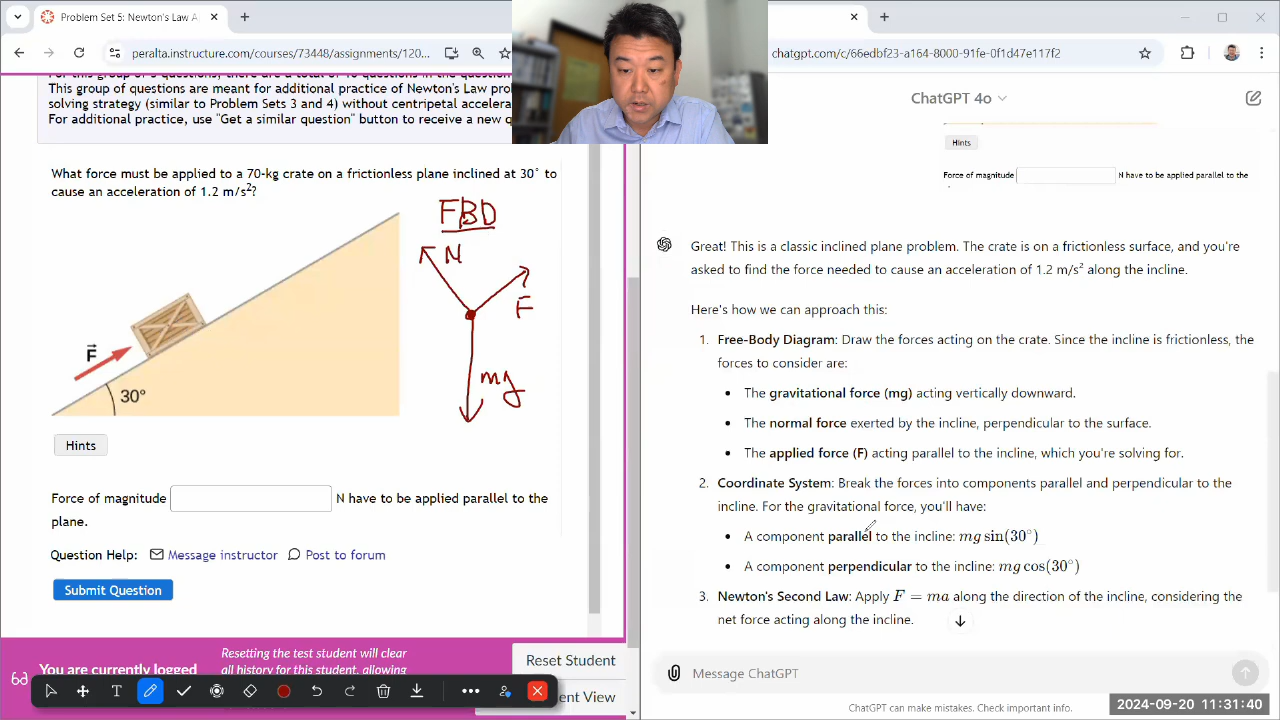 Problem Set 5: Newton's Law A
peralta.instructure.com/courses/73448/assignments/120...
This group of questions are meant for additional practice of Newton's Law pro
solving strategy (similar to Problem Sets 3 and 4) without centripetal accelera
For additional practice, use "Get a similar question" button to receive a new q
What force must be applied to a 70-kg crate on a frictionless plane inclined at 30° to
cause an acceleration of 1.2 m/s²?
FBD
N
F
mg
F
30°
Hints
Force of magnitude
N have to be applied parallel to the
plane.
Question Help:
Message instructor
Post to forum
Submit Question
You are currently logged
Resetting the test student will clear
all history for this student, allowing
Reset Student
ent View
chatgpt.com/c/66edbf23-a164-8000-91fe-0f1d47e117f2
ChatGPT 4o
Hints
Force of magnitude
N have to be applied parallel to the
Great! This is a classic inclined plane problem. The crate is on a frictionless surface, and you're
asked to find the force needed to cause an acceleration of 1.2 m/s² along the incline.
Here's how we can approach this:
1. Free-Body Diagram: Draw the forces acting on the crate. Since the incline is frictionless, the
forces to consider are:
• The gravitational force (mg) acting vertically downward.
• The normal force exerted by the incline, perpendicular to the surface.
• The applied force (F) acting parallel to the incline, which you're solving for.
2. Coordinate System: Break the forces into components parallel and perpendicular to the
incline. For the gravitational force, you'll have:
• A component parallel to the incline: mg sin(30°)
• A component perpendicular to the incline: mg cos(30°)
3. Newton's Second Law: Apply F = ma along the direction of the incline, considering the
net force acting along the incline.
Message ChatGPT
ChatGPT can make mistakes. Check important info.
2024-09-20 11:31:40